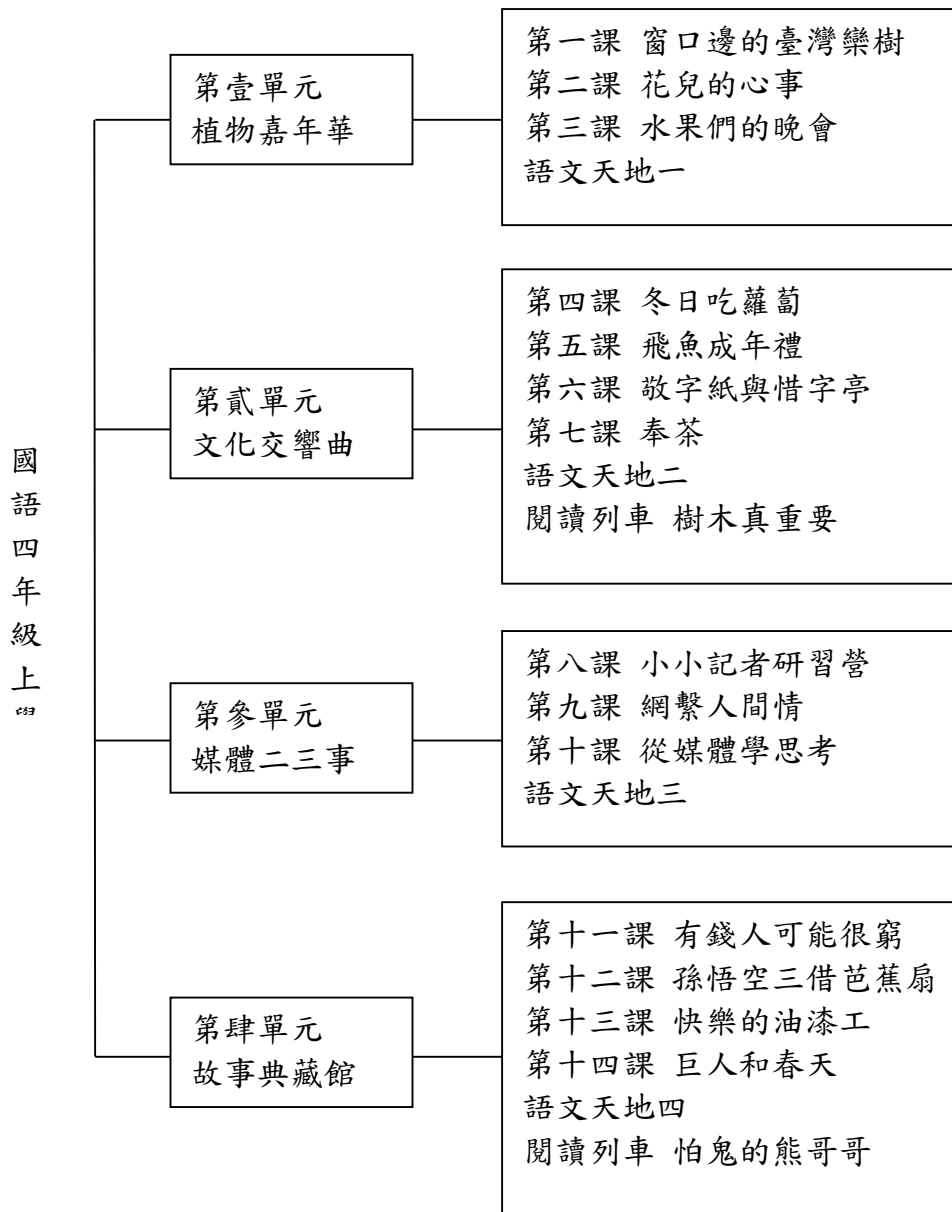 國語四年級上
第壹單元
植物嘉年華
第一課 窗口邊的臺灣欒樹
第二課 花兒的心事
第三課 水果們的晚會
語文天地一
第貳單元
文化交響曲
第四課 冬日吃蘿蔔
第五課 飛魚成年禮
第六課 敬字紙與惜字亭
第七課 奉茶
語文天地二
閱讀列車 樹木真重要
第參單元
媒體二三事
第八課 小小記者研習營
第九課 網繫人間情
第十課 從媒體學思考
語文天地三
第肆單元
故事典藏館
第十一課 有錢人可能很窮
第十二課 孫悟空三借芭蕉扇
第十三課 快樂的油漆工
第十四課 巨人和春天
語文天地四
閱讀列車 怕鬼的熊哥哥